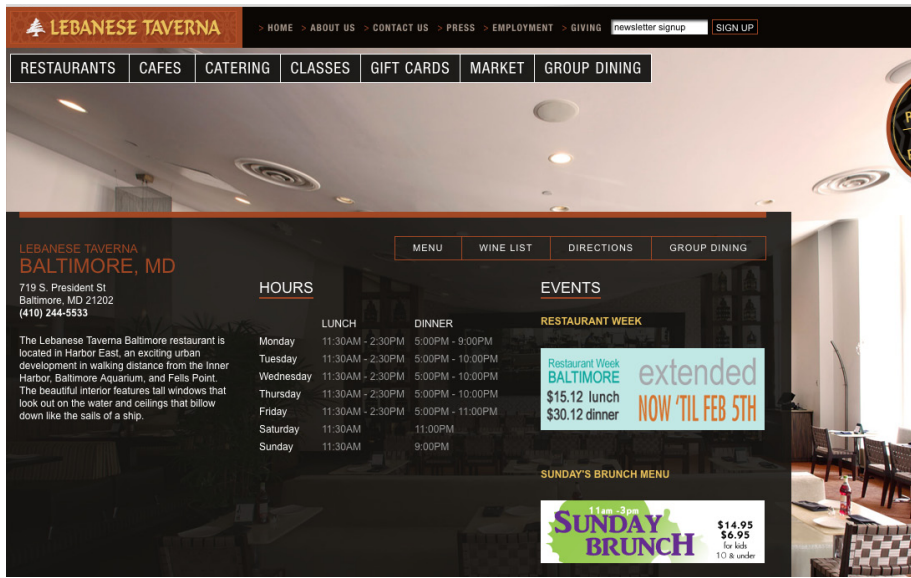 LEBANESE TAVERNA
> HOME > ABOUT US > CONTACT US > PRESS > EMPLOYMENT > GIVING newsletter signup SIGN UP
RESTAURANTS CAFES CATERING CLASSES GIFT CARDS MARKET GROUP DINING
LEBANESE TAVERNA
BALTIMORE, MD
719 S. President St
Baltimore, MD 21202
(410) 244-5533
The Lebanese Taverna Baltimore restaurant is
located in Harbor East, an exciting urban
development in walking distance from the Inner
Harbor, Baltimore Aquarium, and Fells Point.
The beautiful interior features tall windows that
look out on the water and ceilings that billow
down like the sails of a ship.
MENU WINE LIST DIRECTIONS GROUP DINING
HOURS
LUNCH DINNER
Monday 11:30AM - 2:30PM 5:00PM - 9:00PM
Tuesday 11:30AM - 2:30PM 5:00PM - 10:00PM
Wednesday 11:30AM - 2:30PM 5:00PM - 10:00PM
Thursday 11:30AM - 2:30PM 5:00PM - 10:00PM
Friday 11:30AM - 2:30PM 5:00PM - 11:00PM
Saturday 11:30AM 11:00PM
Sunday 11:30AM 9:00PM
EVENTS
RESTAURANT WEEK
Restaurant Week
BALTIMORE
$15.12 lunch
$30.12 dinner
extended
NOW 'TIL FEB 5TH
SUNDAY'S BRUNCH MENU
11am -3pm
SUNDAY
BRUNCH
$14.95
$6.95
for kids
10 & under